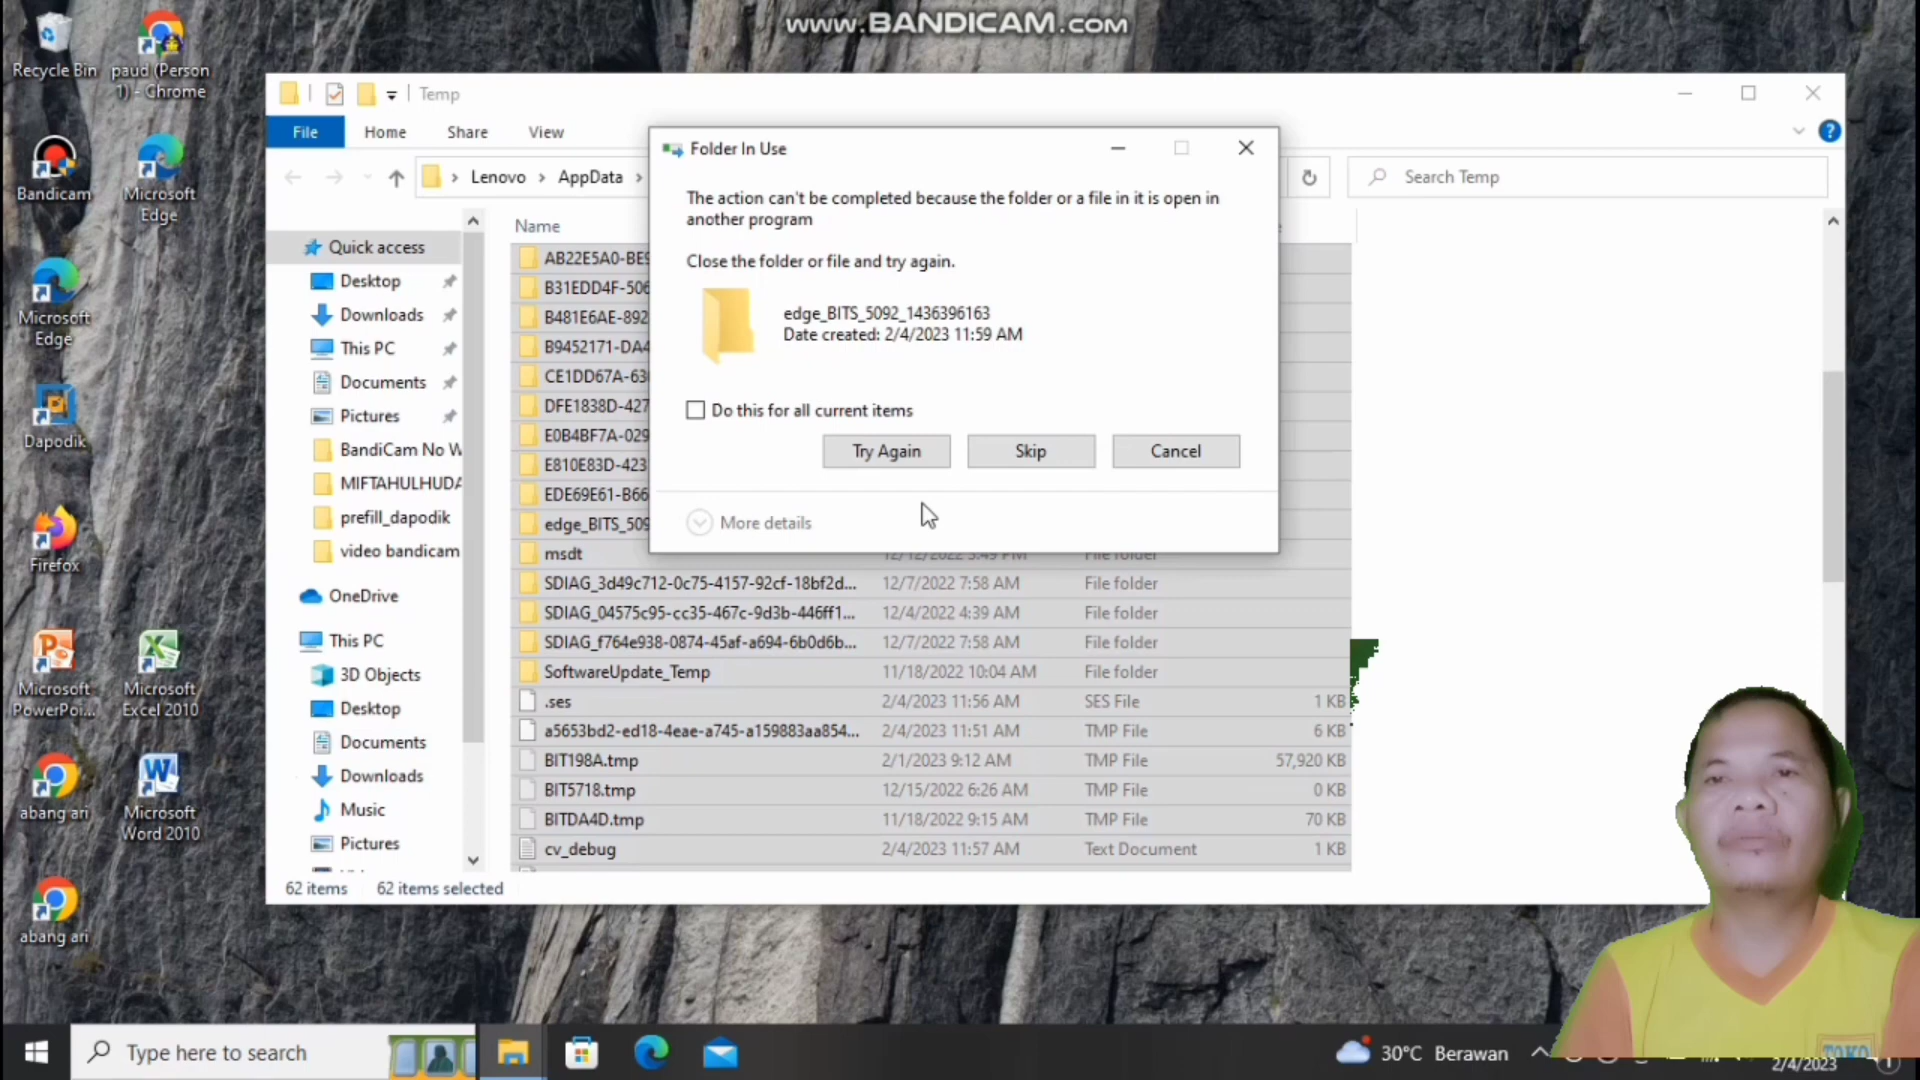 www.BANDICAM.com
Recycle Bin
paud (Person
1) - Chrome
Bandicam
Microsoft
Edge
Microsoft
Edge
Dapodik
Firefox
Microsoft
PowerPoi...
Microsoft
Excel 2010
abang ari
Microsoft
Word 2010
abang ari
Temp
File
Home
Share
View
Lenovo
AppData
Search Temp
Quick access
Desktop
Downloads
This PC
Documents
Pictures
BandiCam No W
MIFTAHULHUDA
prefill_dapodik
video bandicam
OneDrive
This PC
3D Objects
Desktop
Documents
Downloads
Music
Pictures
Name
AB22E5A0-BE9
B31EDD4F-506
B481E6AE-892
B9452171-DA4
CE1DD67A-630
DFE1838D-427
E0B4BF7A-029
E810E83D-423
EDE69E61-B66
edge_BITS_509
msdt 12/12/2022 3:49 PM File folder
SDIAG_3d49c712-0c75-4157-92cf-18bf2d... 12/7/2022 7:58 AM File folder
SDIAG_04575c95-cc35-467c-9d3b-446ff1... 12/4/2022 4:39 AM File folder
SDIAG_f764e938-0874-45af-a694-6b0d6b... 12/7/2022 7:58 AM File folder
SoftwareUpdate_Temp 11/18/2022 10:04 AM File folder
.ses 2/4/2023 11:56 AM SES File 1 KB
a5653bd2-ed18-4eae-a745-a159883aa854... 2/4/2023 11:51 AM TMP File 6 KB
BIT198A.tmp 2/1/2023 9:12 AM TMP File 57,920 KB
BIT5718.tmp 12/15/2022 6:26 AM TMP File 0 KB
BITDA4D.tmp 11/18/2022 9:15 AM TMP File 70 KB
cv_debug 2/4/2023 11:57 AM Text Document 1 KB
62 items 62 items selected
Folder In Use
The action can't be completed because the folder or a file in it is open in
another program
Close the folder or file and try again.
edge_BITS_5092_1436396163
Date created: 2/4/2023 11:59 AM
Do this for all current items
Try Again
Skip
Cancel
More details
Type here to search
30°C Berawan
TOKO
2/4/2023